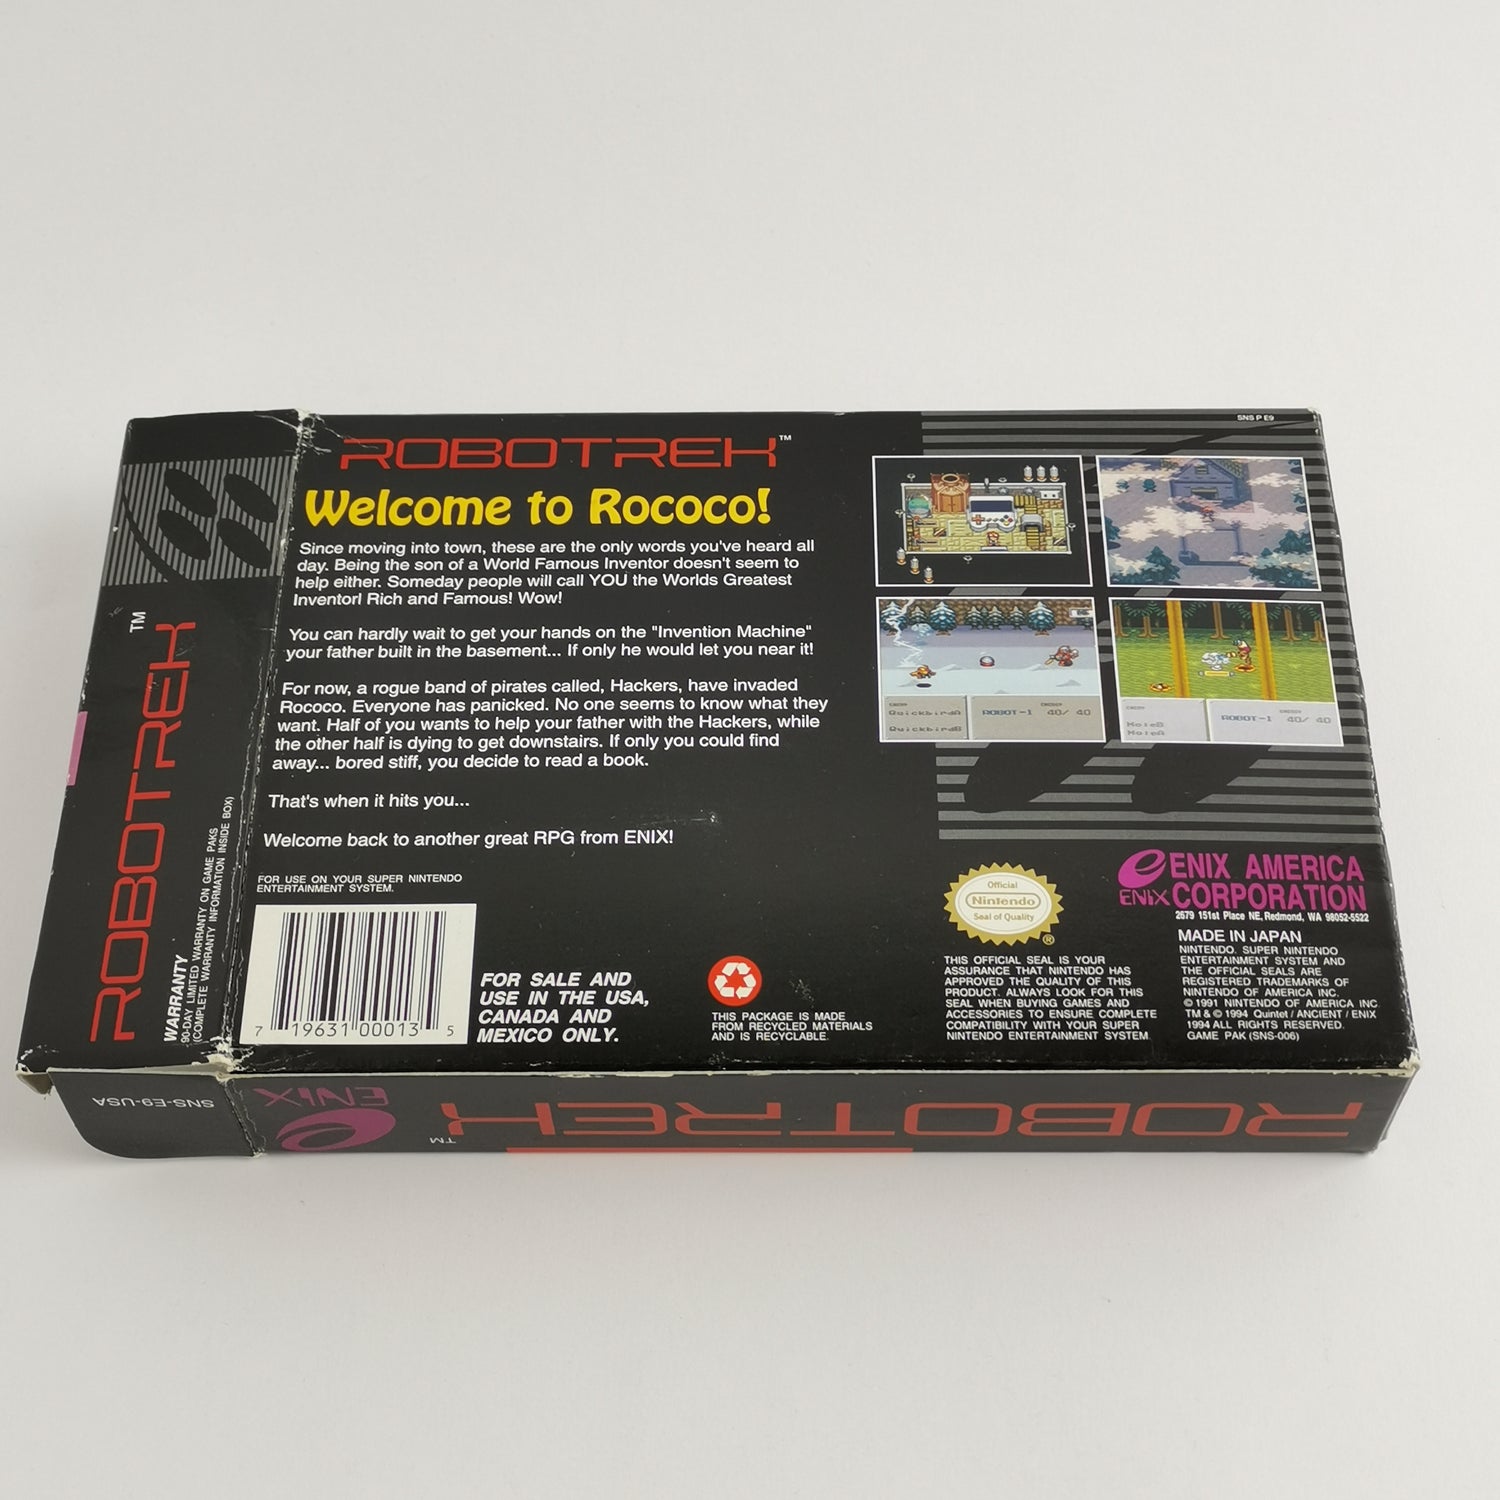 SNS P E9
ROBOTREK™
Welcome to Rococo!
Since moving into town, these are the only words you've heard all
day. Being the son of a World Famous Inventor doesn't seem to
help either. Someday people will call YOU the Worlds Greatest
Inventor! Rich and Famous! Wow!
You can hardly wait to get your hands on the "Invention Machine"
your father built in the basement... If only he would let you near it!
For now, a rogue band of pirates called, Hackers, have invaded
Rococo. Everyone has panicked. No one seems to know what they
want. Half of you wants to help your father with the Hackers, while
the other half is dying to get downstairs. If only you could find
away... bored stiff, you decide to read a book.
That's when it hits you...
Welcome back to another great RPG from ENIX!
FOR USE ON YOUR SUPER NINTENDO
ENTERTAINMENT SYSTEM.
7 19631 00013 5
FOR SALE AND
USE IN THE USA,
CANADA AND
MEXICO ONLY.
THIS PACKAGE IS MADE
FROM RECYCLED MATERIALS
AND IS RECYCLABLE.
ENEMY
QuickbirdA
QuickbirdB
ROBOT-1
ENERGY
40/ 40
ENEMY
MoleB
MoleA
ROBOT-1
ENERGY
40/ 40
Official
Nintendo
Seal of Quality
®
THIS OFFICIAL SEAL IS YOUR
ASSURANCE THAT NINTENDO HAS
APPROVED THE QUALITY OF THIS
PRODUCT. ALWAYS LOOK FOR THIS
SEAL WHEN BUYING GAMES AND
ACCESSORIES TO ENSURE COMPLETE
COMPATIBILITY WITH YOUR SUPER
NINTENDO ENTERTAINMENT SYSTEM.
ENIX
ENIX AMERICA
CORPORATION
2679 151st Place NE, Redmond, WA 98052-5522
MADE IN JAPAN
NINTENDO, SUPER NINTENDO
ENTERTAINMENT SYSTEM AND
THE OFFICIAL SEALS ARE
REGISTERED TRADEMARKS OF
NINTENDO OF AMERICA INC.
© 1991 NINTENDO OF AMERICA INC.
TM & © 1994 Quintet / ANCIENT / ENIX
1994 ALL RIGHTS RESERVED.
GAME PAK (SNS-006)
ROBOTREK™
WARRANTY
90-DAY LIMITED WARRANTY ON GAME PAKS
(COMPLETE WARRANTY INFORMATION INSIDE BOX)
SNS-E9-USA
ENIX
ROBOTREK™